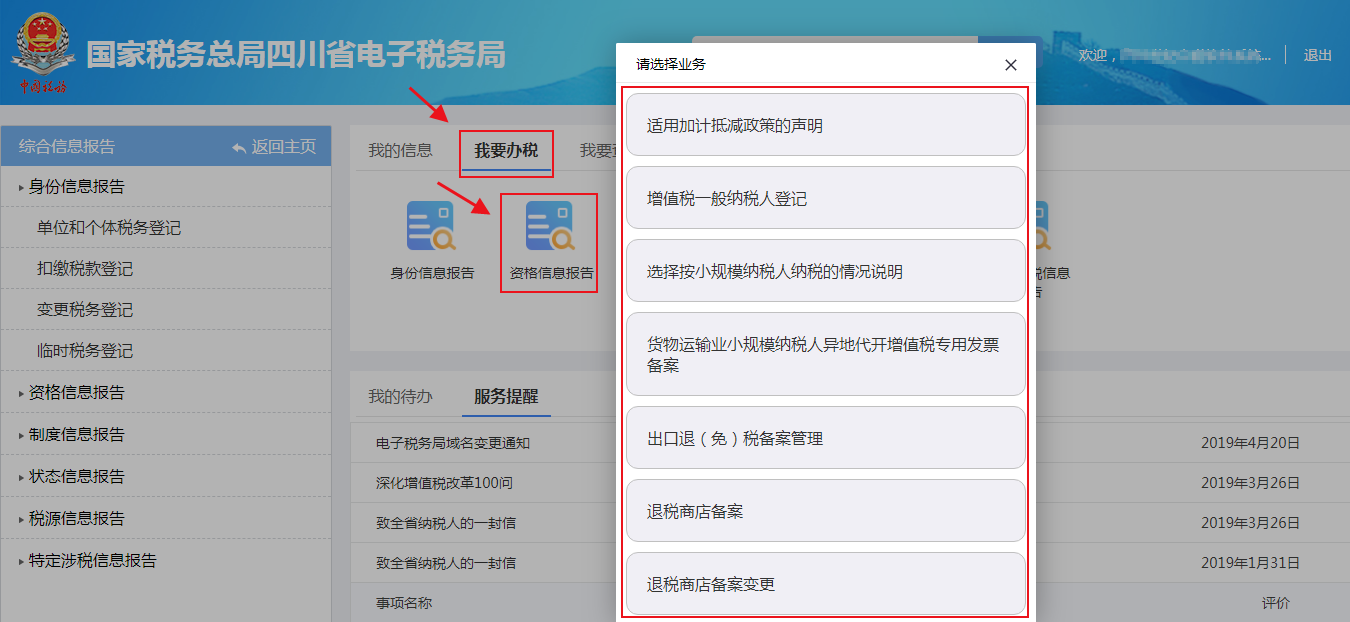 国家税务总局四川省电子税务局
中国税务
欢迎，
退出
综合信息报告
返回主页
身份信息报告
单位和个体税务登记
扣缴税款登记
变更税务登记
临时税务登记
资格信息报告
制度信息报告
状态信息报告
税源信息报告
特定涉税信息报告
我的信息
我要办税
我要
身份信息报告
资格信息报告
税信息
告
我的待办
服务提醒
电子税务局域名变更通知
2019年4月20日
深化增值税改革100问
2019年3月26日
致全省纳税人的一封信
2019年3月26日
致全省纳税人的一封信
2019年1月31日
事项名称
评价
请选择业务
适用加计抵减政策的声明
增值税一般纳税人登记
选择按小规模纳税人纳税的情况说明
货物运输业小规模纳税人异地代开增值税专用发票
备案
出口退（免）税备案管理
退税商店备案
退税商店备案变更